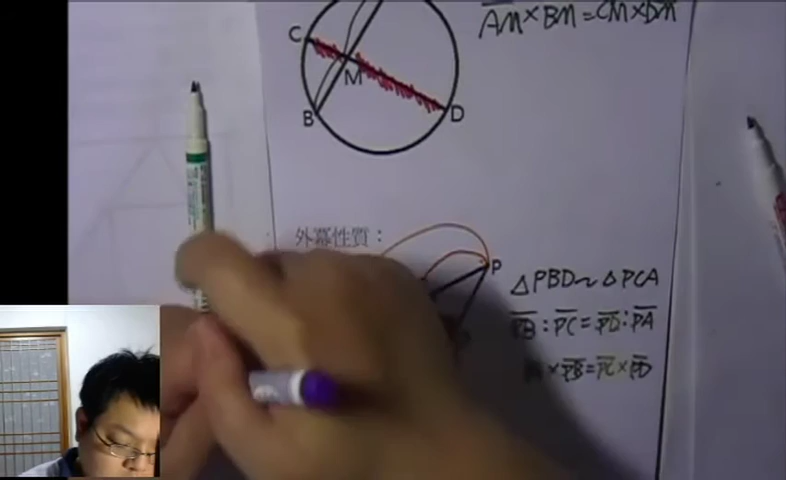 AM × BM = CM × DM
C
M
B
D
外冪性質：
P
△PBD ~ △PCA
PB : PC = PD : PA
× PB = PC × PD